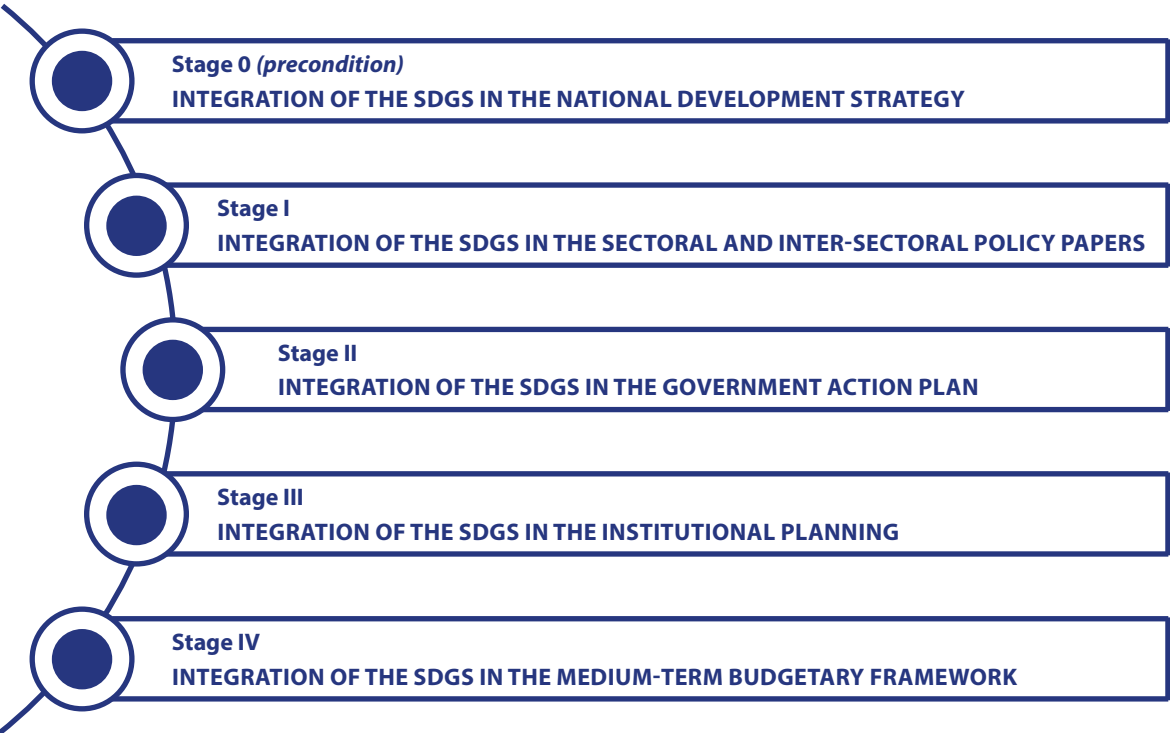 Stage 0 (precondition)
INTEGRATION OF THE SDGS IN THE NATIONAL DEVELOPMENT STRATEGY
Stage I
INTEGRATION OF THE SDGS IN THE SECTORAL AND INTER-SECTORAL POLICY PAPERS
Stage II
INTEGRATION OF THE SDGS IN THE GOVERNMENT ACTION PLAN
Stage III
INTEGRATION OF THE SDGS IN THE INSTITUTIONAL PLANNING
Stage IV
INTEGRATION OF THE SDGS IN THE MEDIUM-TERM BUDGETARY FRAMEWORK